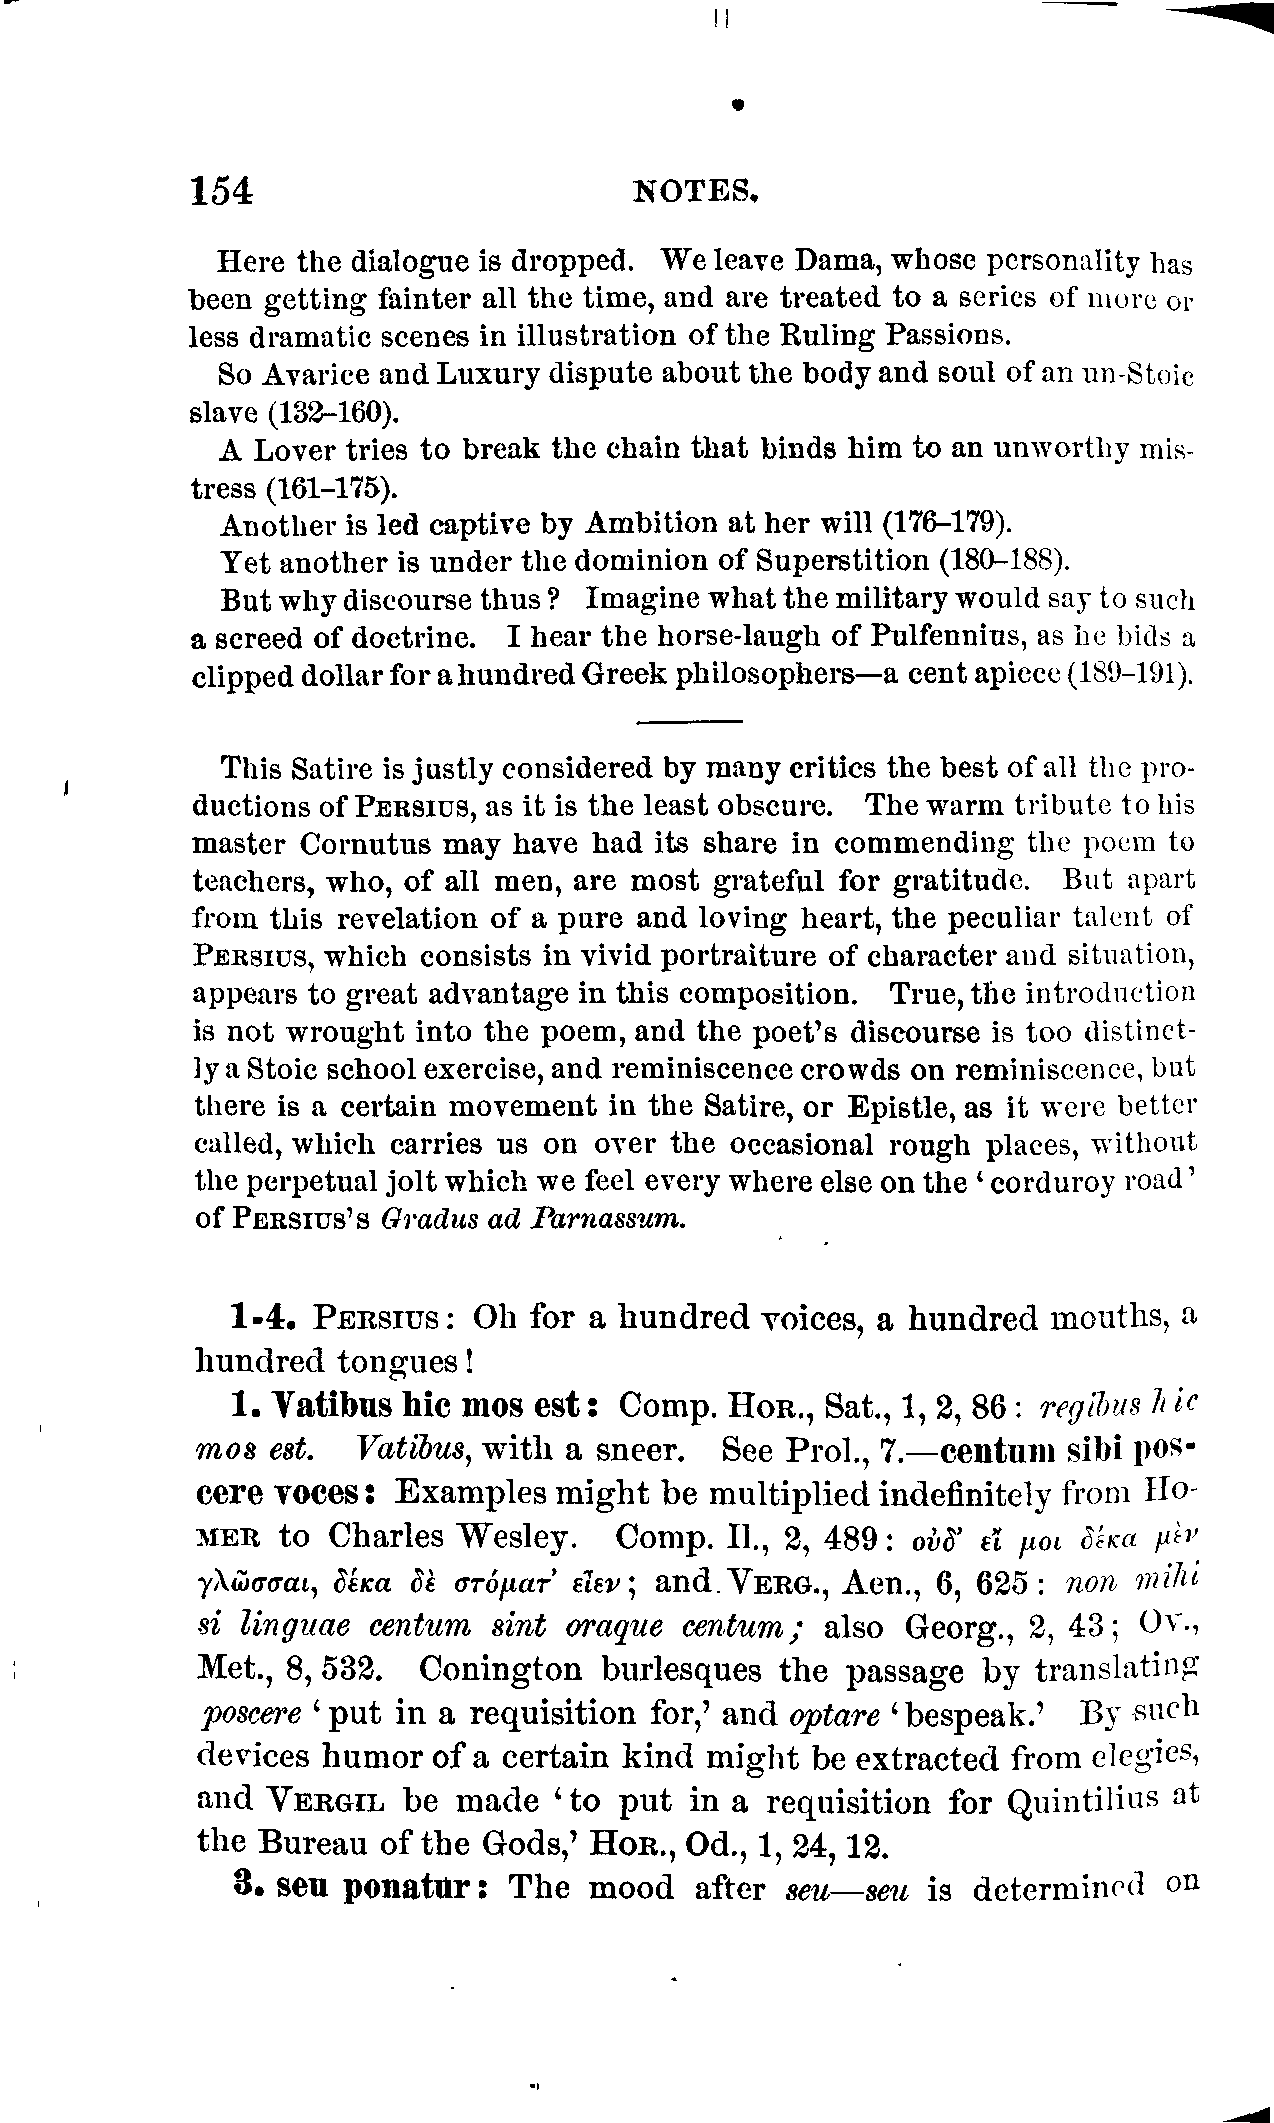 154 NOTES.
Here the dialogue is dropped. We leave Dama, whose personality has
been getting fainter all the time, and are treated to a series of more or
less dramatic scenes in illustration of the Ruling Passions.
So Avarice and Luxury dispute about the body and soul of an un-Stoic
slave (132–160).
A Lover tries to break the chain that binds him to an unworthy mis-
tress (161–175).
Another is led captive by Ambition at her will (176–179).
Yet another is under the dominion of Superstition (180–188).
But why discourse thus? Imagine what the military would say to such
a screed of doctrine. I hear the horse-laugh of Pulfennius, as he bids a
clipped dollar for a hundred Greek philosophers—a cent apiece (189–191).
This Satire is justly considered by many critics the best of all the pro-
ductions of PERSIUS, as it is the least obscure. The warm tribute to his
master Cornutus may have had its share in commending the poem to
teachers, who, of all men, are most grateful for gratitude. But apart
from this revelation of a pure and loving heart, the peculiar talent of
PERSIUS, which consists in vivid portraiture of character and situation,
appears to great advantage in this composition. True, the introduction
is not wrought into the poem, and the poet's discourse is too distinct-
ly a Stoic school exercise, and reminiscence crowds on reminiscence, but
there is a certain movement in the Satire, or Epistle, as it were better
called, which carries us on over the occasional rough places, without
the perpetual jolt which we feel every where else on the 'corduroy road'
of PERSIUS's Gradus ad Parnassum.
1-4. PERSIUS: Oh for a hundred voices, a hundred mouths, a
hundred tongues!
1. Vatibus hic mos est: Comp. HOR., Sat., 1, 2, 86: regibus hic
mos est. Vatibus, with a sneer. See Prol., 7.—centum sibi pos-
cere voces: Examples might be multiplied indefinitely from HO-
MER to Charles Wesley. Comp. Il., 2, 489: οὐδ' εἴ μοι δέκα μὲν
γλῶσσαι, δέκα δὲ στόματ' εἶεν; and VERG., Aen., 6, 625: non mihi
si linguae centum sint oraque centum; also Georg., 2, 43; OV.,
Met., 8, 532. Conington burlesques the passage by translating
poscere 'put in a requisition for,' and optare 'bespeak.' By such
devices humor of a certain kind might be extracted from elegies,
and VERGIL be made 'to put in a requisition for Quintilius at
the Bureau of the Gods,' HOR., Od., 1, 24, 12.
3. seu ponatur: The mood after seu—seu is determined on